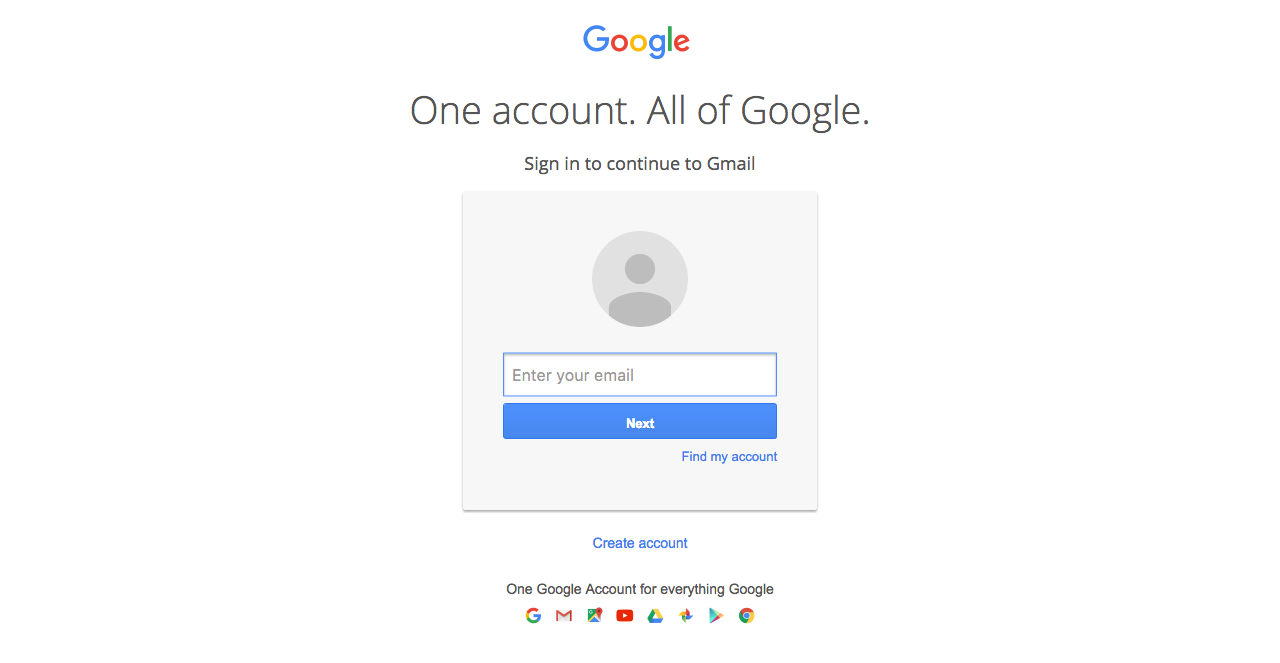 Google
One account. All of Google.
Sign in to continue to Gmail
Enter your email
Next
Find my account
Create account
One Google Account for everything Google